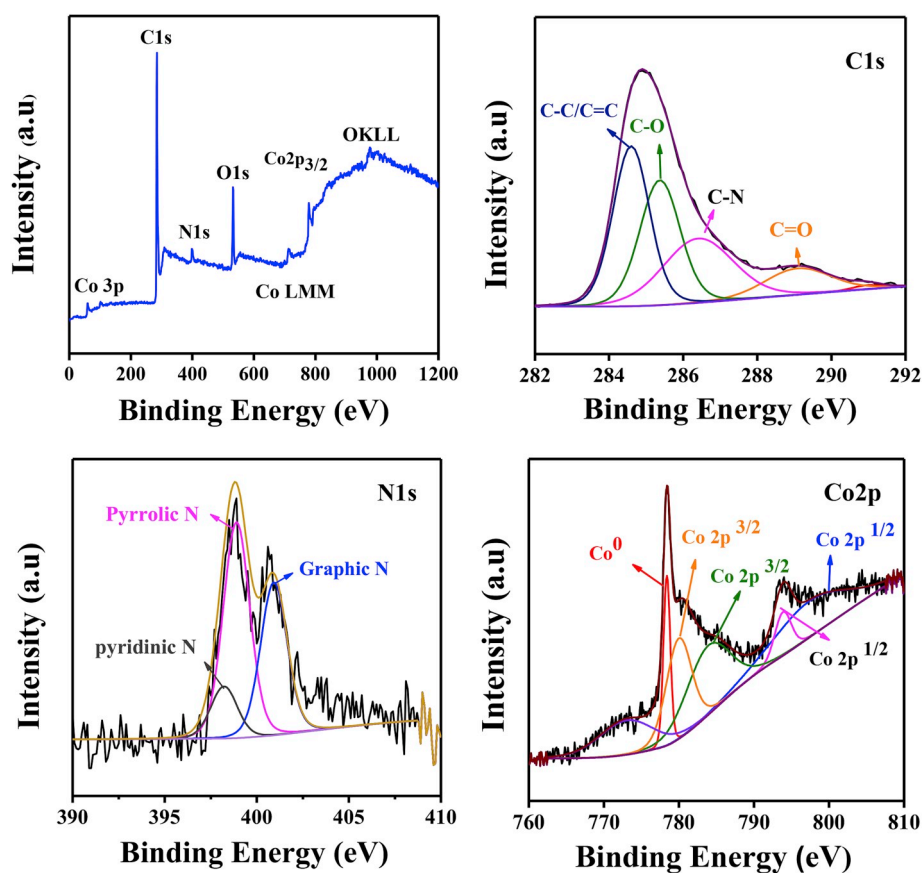 C1s
OKLL
Co2p3/2
O1s
N1s
Co 3p
Co LMM
Intensity (a.u)
0 200 400 600 800 1000 1200
Binding Energy (eV)
C1s
C-C/C=C
C-O
C-N
C=O
Intensity (a.u)
282 284 286 288 290 292
Binding Energy (eV)
N1s
Pyrrolic N
Graphic N
pyridinic N
Intensity (a.u)
390 395 400 405 410
Binding Energy (eV)
Co2p
Co 2p 3/2
Co 2p 1/2
Co0
Co 2p 3/2
Co 2p 1/2
Intensity (a.u)
760 770 780 790 800 810
Binding Energy (eV)